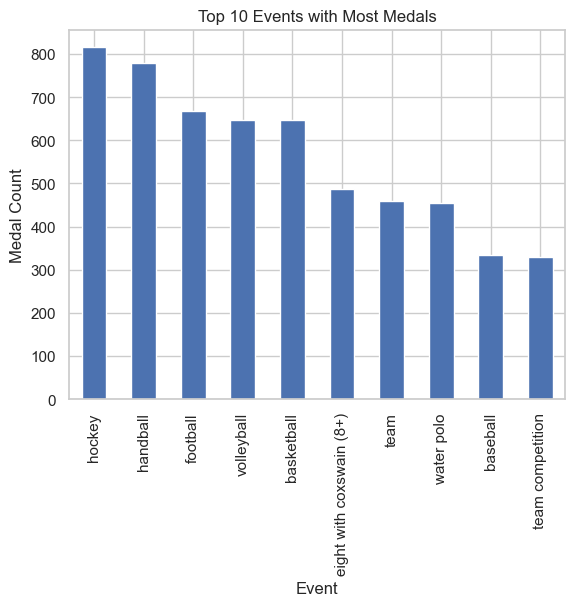 Top 10 Events with Most Medals
Medal Count
800
700
600
500
400
300
200
100
0
hockey
handball
football
volleyball
basketball
eight with coxswain (8+)
team
water polo
baseball
team competition
Event